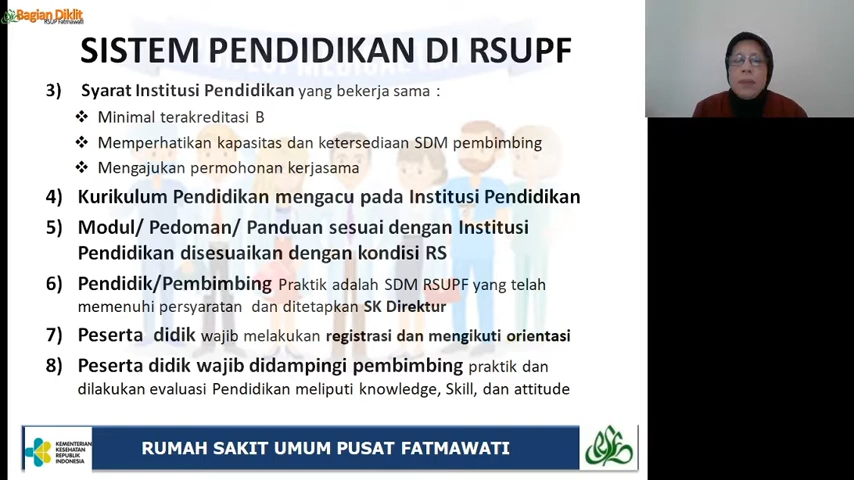 Bagian Diklit
RSUP Fatmawati
SISTEM PENDIDIKAN DI RSUPF
3) Syarat Institusi Pendidikan yang bekerja sama :
❖ Minimal terakreditasi B
❖ Memperhatikan kapasitas dan ketersediaan SDM pembimbing
❖ Mengajukan permohonan kerjasama
4) Kurikulum Pendidikan mengacu pada Institusi Pendidikan
5) Modul/ Pedoman/ Panduan sesuai dengan Institusi
Pendidikan disesuaikan dengan kondisi RS
6) Pendidik/Pembimbing Praktik adalah SDM RSUPF yang telah
memenuhi persyaratan dan ditetapkan SK Direktur
7) Peserta didik wajib melakukan registrasi dan mengikuti orientasi
8) Peserta didik wajib didampingi pembimbing praktik dan
dilakukan evaluasi Pendidikan meliputi knowledge, Skill, dan attitude
KEMENTERIAN
KESEHATAN
REPUBLIK
INDONESIA
RUMAH SAKIT UMUM PUSAT FATMAWATI